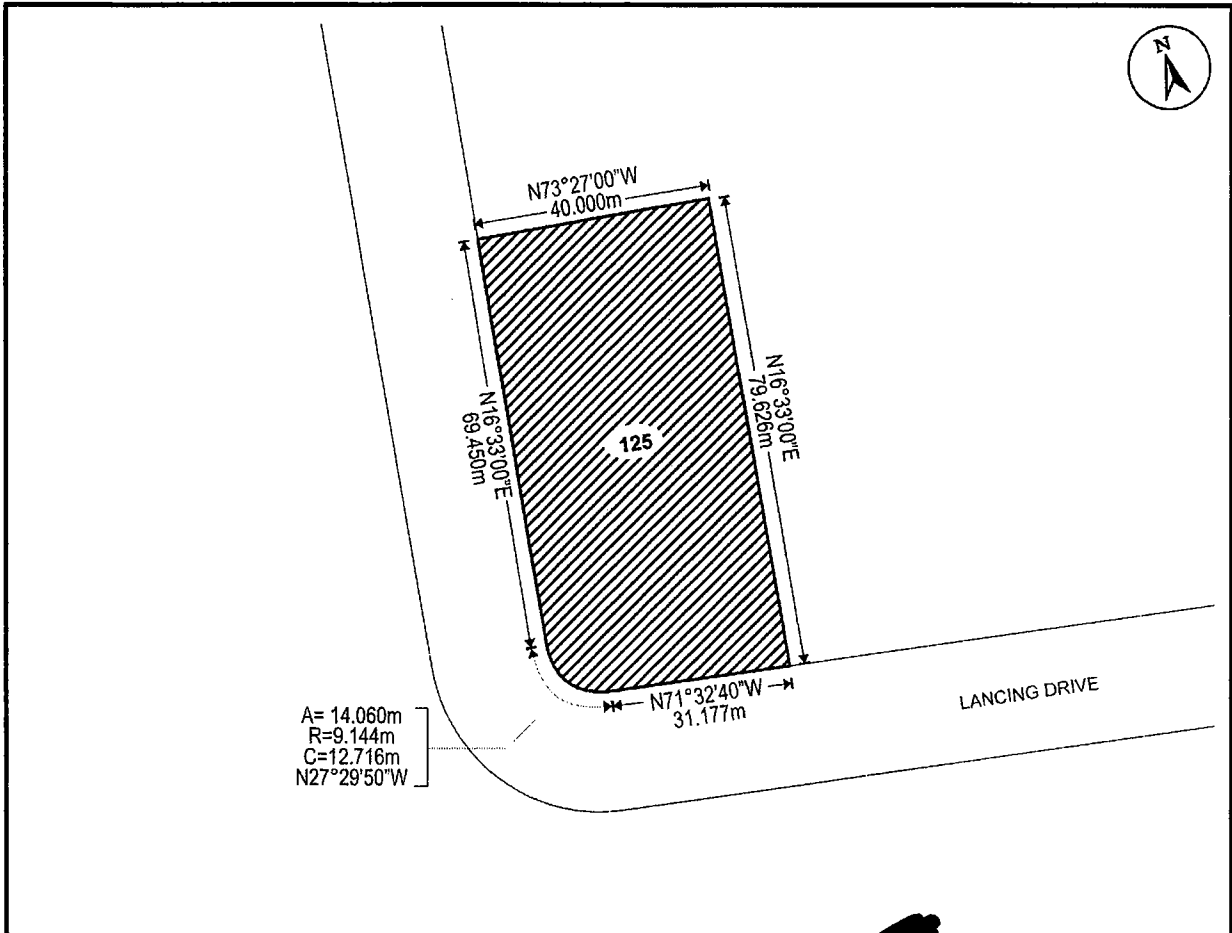 N
N73°27'00"W
40.000m
N16°33'00"E
79.626m
N16°33'00"E
69.450m
125
N71°32'40"W
31.177m
LANCING DRIVE
A= 14.060m
R=9.144m
C=12.716m
N27°29'50"W